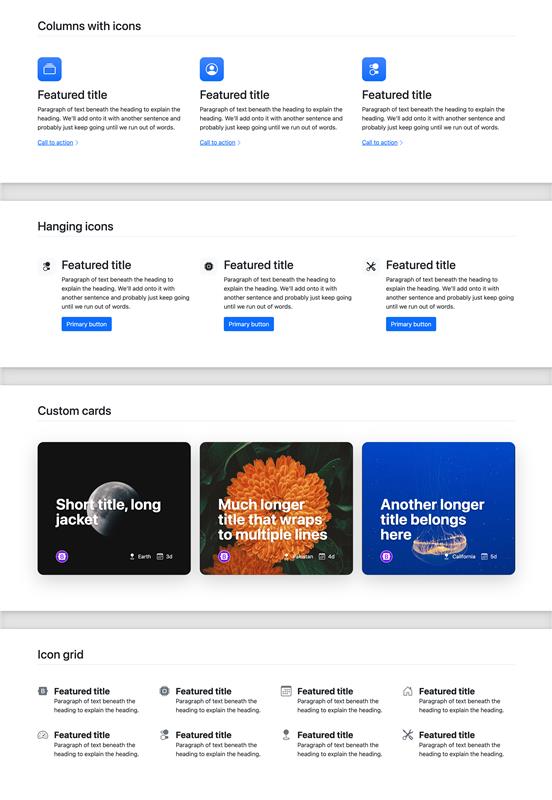 Columns with icons
Featured title
Paragraph of text beneath the heading to explain the
heading. We'll add onto it with another sentence and
probably just keep going until we run out of words.
Call to action
Featured title
Paragraph of text beneath the heading to explain the
heading. We'll add onto it with another sentence and
probably just keep going until we run out of words.
Call to action
Featured title
Paragraph of text beneath the heading to explain the
heading. We'll add onto it with another sentence and
probably just keep going until we run out of words.
Call to action
Hanging icons
Featured title
Paragraph of text beneath the heading to
explain the heading. We'll add onto it with
another sentence and probably just keep going
until we run out of words.
Primary button
Featured title
Paragraph of text beneath the heading to
explain the heading. We'll add onto it with
another sentence and probably just keep going
until we run out of words.
Primary button
Featured title
Paragraph of text beneath the heading to
explain the heading. We'll add onto it with
another sentence and probably just keep going
until we run out of words.
Primary button
Custom cards
Short title, long
jacket
Earth
3d
Much longer
title that wraps
to multiple lines
Pakistan
4d
Another longer
title belongs
here
California
5d
Icon grid
Featured title
Paragraph of text beneath the
heading to explain the heading.
Featured title
Paragraph of text beneath the
heading to explain the heading.
Featured title
Paragraph of text beneath the
heading to explain the heading.
Featured title
Paragraph of text beneath the
heading to explain the heading.
Featured title
Paragraph of text beneath the
heading to explain the heading.
Featured title
Paragraph of text beneath the
heading to explain the heading.
Featured title
Paragraph of text beneath the
heading to explain the heading.
Featured title
Paragraph of text beneath the
heading to explain the heading.